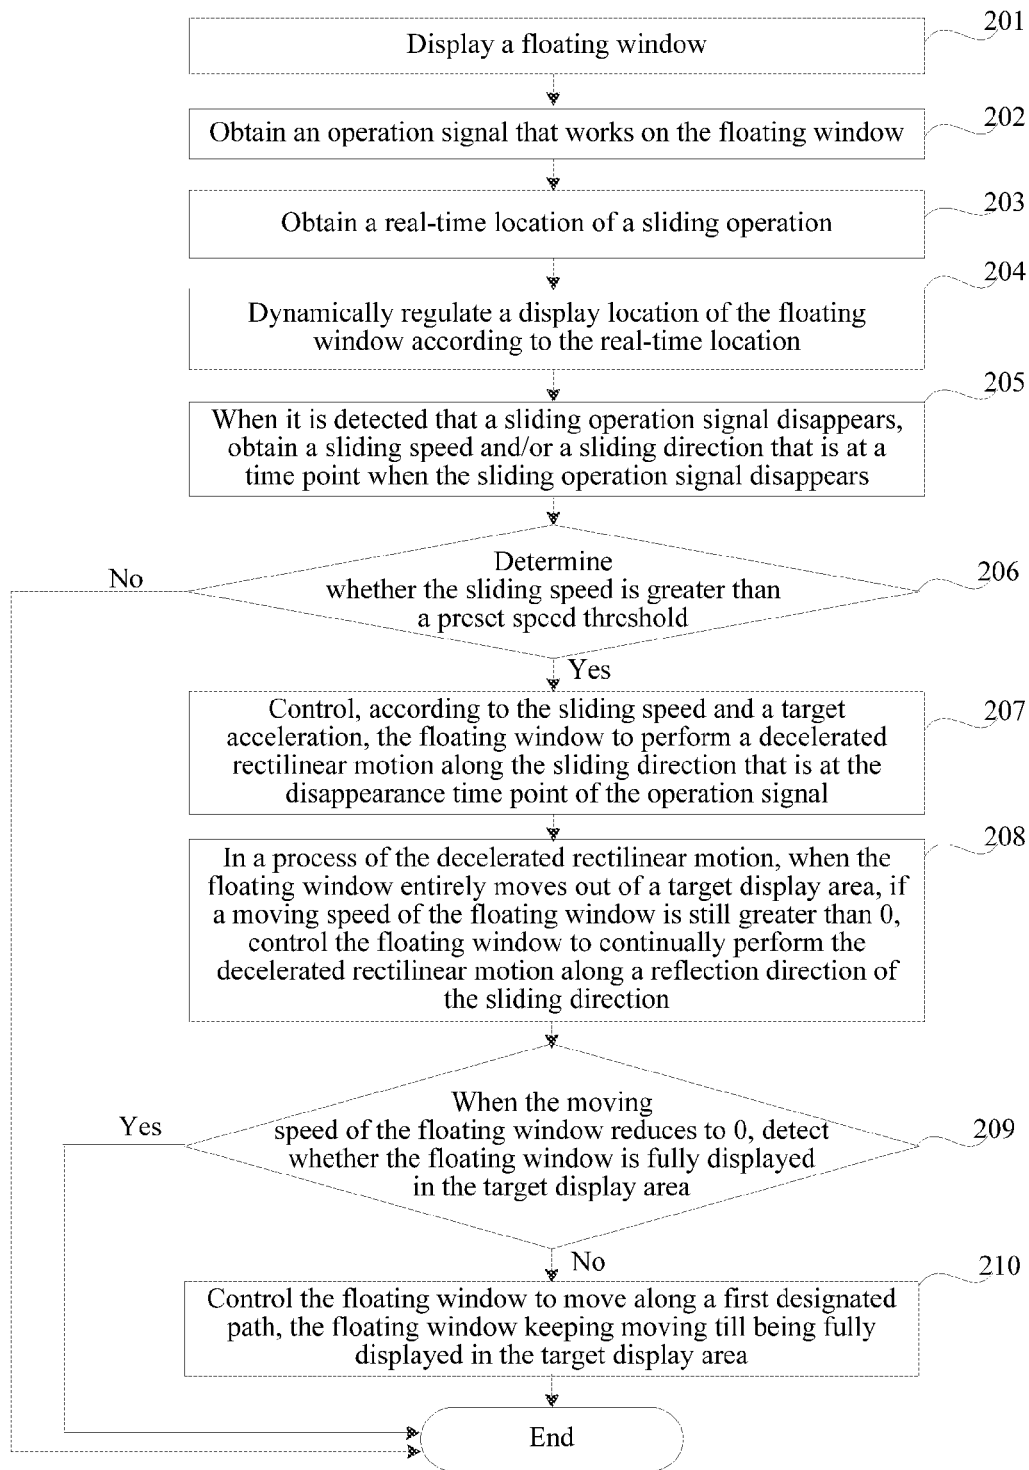 Display a floating window
201
Obtain an operation signal that works on the floating window
202
Obtain a real-time location of a sliding operation
203
Dynamically regulate a display location of the floating
window according to the real-time location
204
When it is detected that a sliding operation signal disappears,
obtain a sliding speed and/or a sliding direction that is at a
time point when the sliding operation signal disappears
205
Determine
whether the sliding speed is greater than
a preset speed threshold
206
No
Yes
Control, according to the sliding speed and a target
acceleration, the floating window to perform a decelerated
rectilinear motion along the sliding direction that is at the
disappearance time point of the operation signal
207
In a process of the decelerated rectilinear motion, when the
floating window entirely moves out of a target display area, if
a moving speed of the floating window is still greater than 0,
control the floating window to continually perform the
decelerated rectilinear motion along a reflection direction of
the sliding direction
208
When the moving
speed of the floating window reduces to 0, detect
whether the floating window is fully displayed
in the target display area
209
Yes
No
Control the floating window to move along a first designated
path, the floating window keeping moving till being fully
displayed in the target display area
210
End